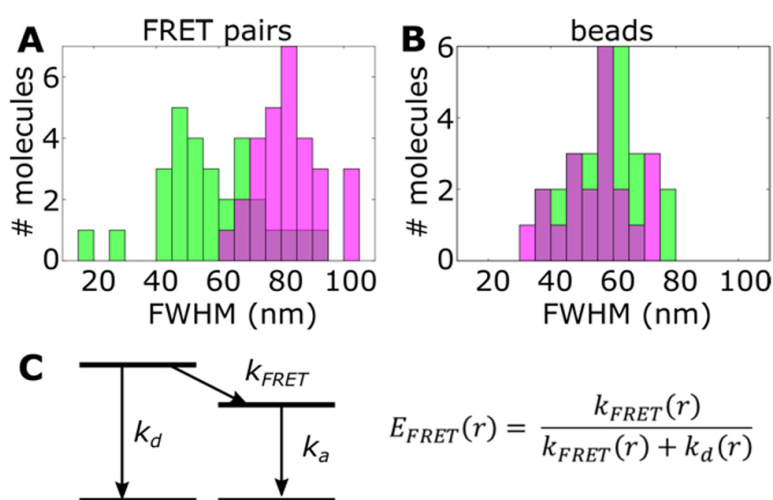 A FRET pairs
# molecules
6
4
2
0
20 40 60 80 100
FWHM (nm)
B beads
# molecules
6
4
2
0
20 40 60 80 100
FWHM (nm)
C
k_FRET
k_d
k_a
E_FRET(r) = k_FRET(r) / k_FRET(r) + k_d(r)